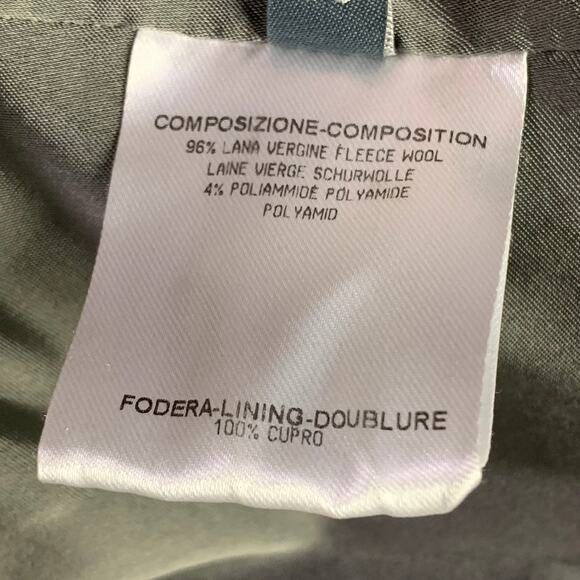 COMPOSIZIONE-COMPOSITION
96% LANA VERGINE FLEECE WOOL
LAINE VIERGE SCHURWOLLE
4% POLIAMMIDE POLYAMIDE
POLYAMID
FODERA-LINING-DOUBLURE
100% CUPRO